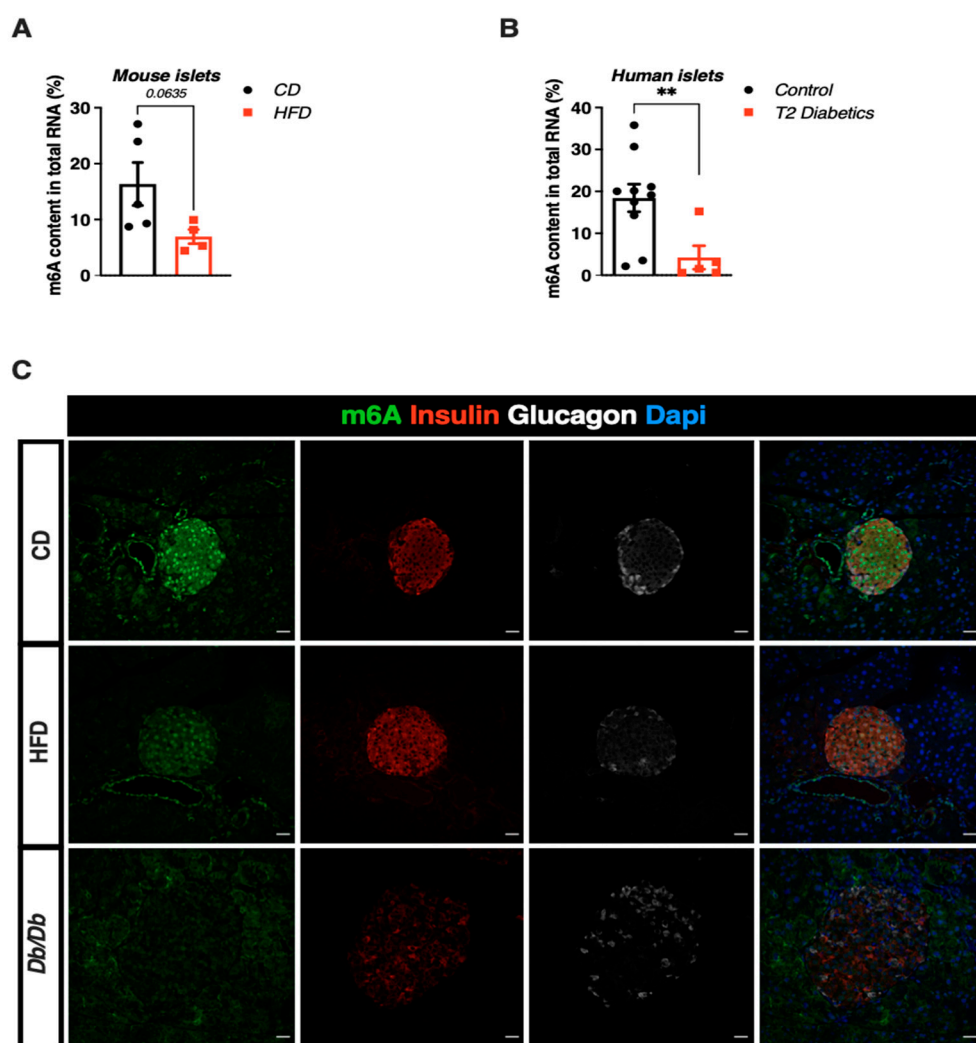 A
Mouse islets
0.0635
CD
HFD
m6A content in total RNA (%)
30
20
10
0
B
Human islets
**
Control
T2 Diabetics
m6A content in total RNA (%)
40
30
20
10
0
C
m6A Insulin Glucagon Dapi
CD
HFD
Db/Db